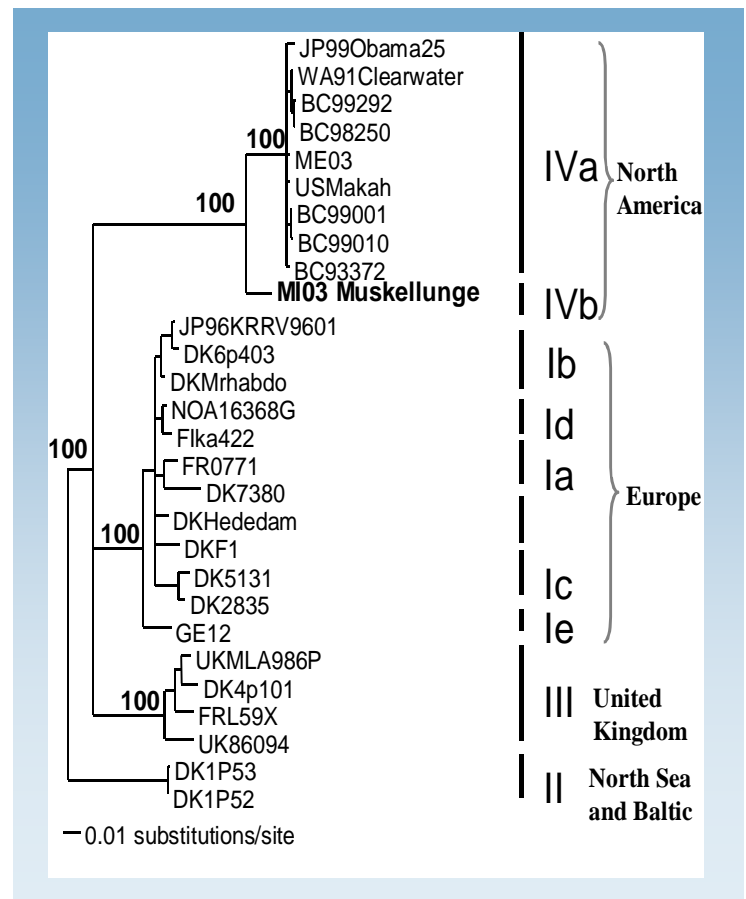 JP99Obama25
WA91Clearwater
BC99292
BC98250
100
ME03
IVa
North
America
USMakah
100
BC99001
BC99010
BC93372
MI03 Muskellunge
IVb
JP96KRRV9601
DK6p403
Ib
DKMrhabdo
NOA16368G
Id
FIka422
100
FR0771
Ia
DK7380
Europe
DKHededam
100
DKF1
DK5131
Ic
DK2835
GE12
Ie
UKMLA986P
DK4p101
100
III
United
Kingdom
FRL59X
UK86094
DK1P53
II
North Sea
and Baltic
DK1P52
0.01 substitutions/site